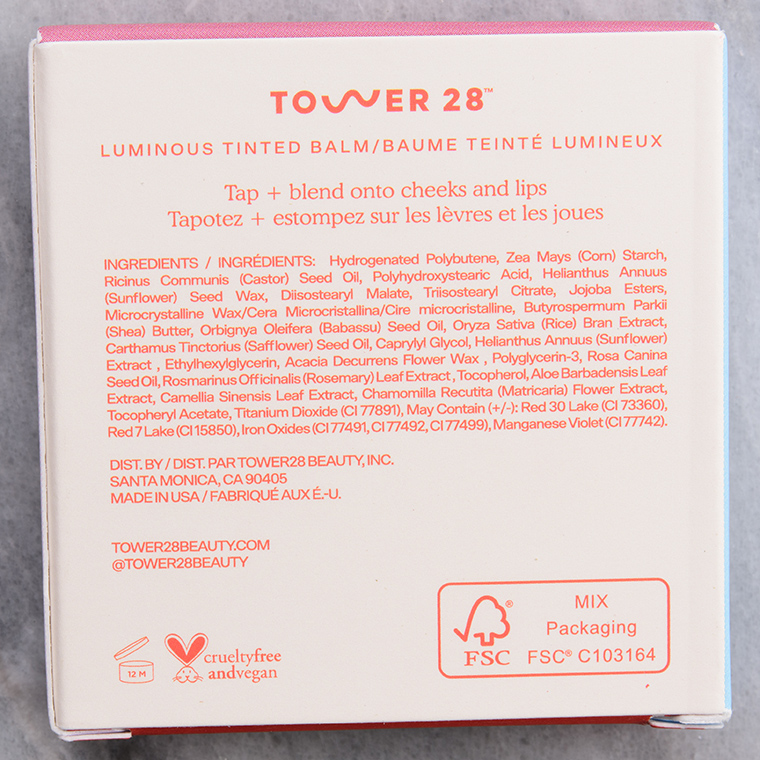 TOWER 28™
LUMINOUS TINTED BALM/BAUME TEINTÉ LUMINEUX
Tap + blend onto cheeks and lips
Tapotez + estompez sur les lèvres et les joues
INGREDIENTS / INGRÉDIENTS: Hydrogenated Polybutene, Zea Mays (Corn) Starch,
Ricinus Communis (Castor) Seed Oil, Polyhydroxystearic Acid, Helianthus Annuus
(Sunflower) Seed Wax, Diisostearyl Malate, Triisostearyl Citrate, Jojoba Esters,
Microcrystalline Wax/Cera Microcristallina/Cire microcristalline, Butyrospermum Parkii
(Shea) Butter, Orbignya Oleifera (Babassu) Seed Oil, Oryza Sativa (Rice) Bran Extract,
Carthamus Tinctorius (Safflower) Seed Oil, Caprylyl Glycol, Helianthus Annuus (Sunflower)
Extract , Ethylhexylglycerin, Acacia Decurrens Flower Wax , Polyglycerin-3, Rosa Canina
Seed Oil, Rosmarinus Officinalis (Rosemary) Leaf Extract , Tocopherol, Aloe Barbadensis Leaf
Extract, Camellia Sinensis Leaf Extract, Chamomilla Recutita (Matricaria) Flower Extract,
Tocopheryl Acetate, Titanium Dioxide (CI 77891), May Contain (+/-): Red 30 Lake (CI 73360),
Red 7 Lake (CI 15850), Iron Oxides (CI 77491, CI 77492, CI 77499), Manganese Violet (CI 77742).
DIST. BY / DIST. PAR TOWER28 BEAUTY, INC.
SANTA MONICA, CA 90405
MADE IN USA / FABRIQUÉ AUX É.-U.
TOWER28BEAUTY.COM
@TOWER28BEAUTY
12 M
crueltyfree
andvegan
FSC®
MIX
Packaging
FSC® C103164